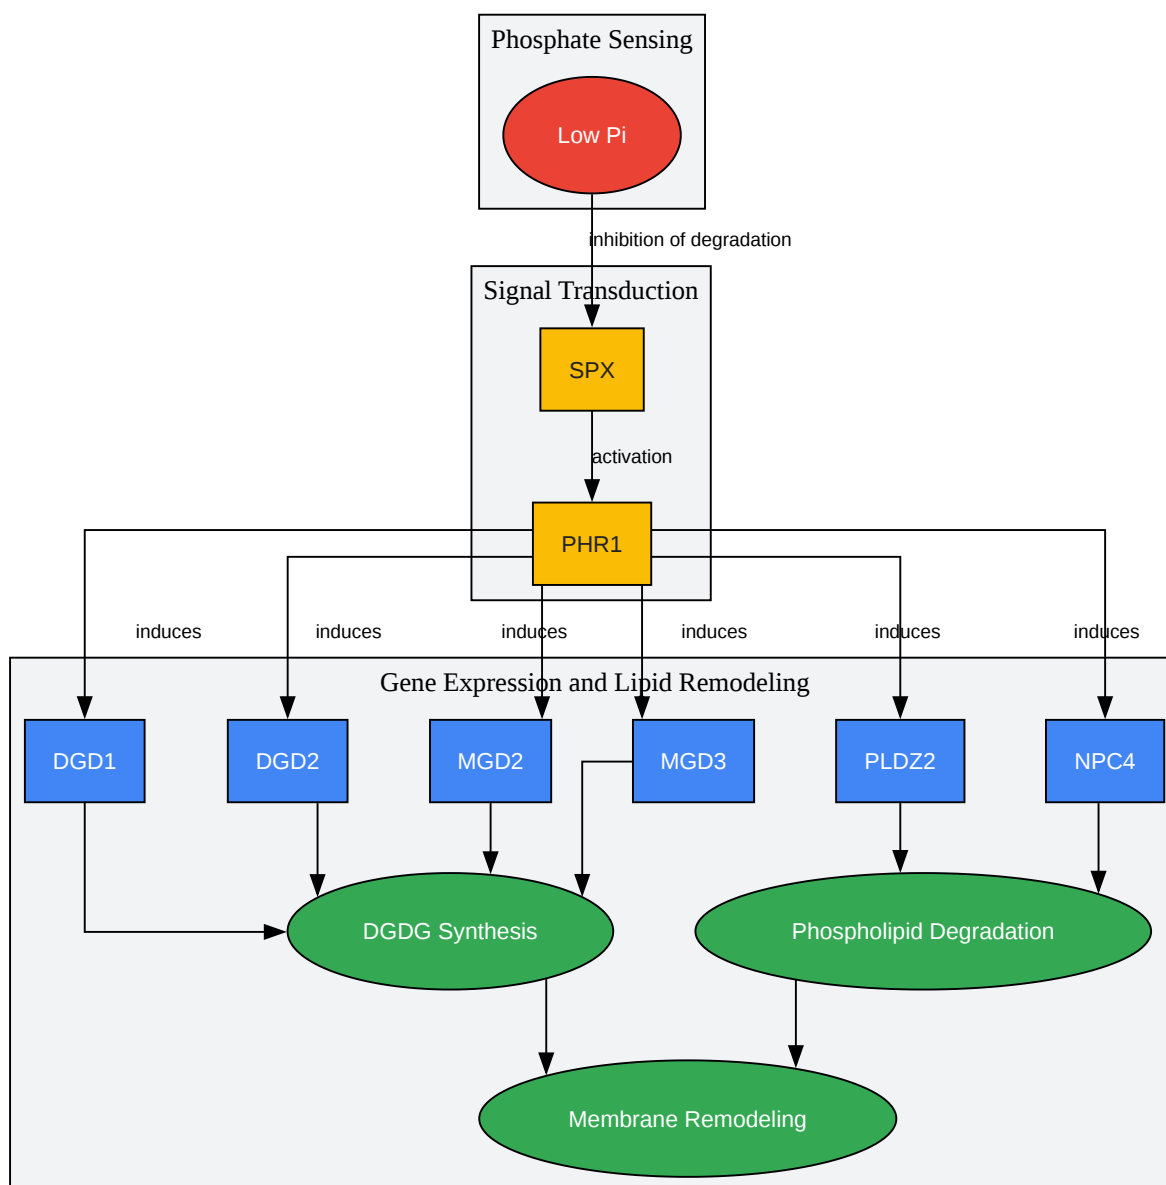 Phosphate Sensing
Low Pi
inhibition of degradation
Signal Transduction
SPX
activation
PHR1
induces
induces
induces
induces
induces
induces
Gene Expression and Lipid Remodeling
DGD1
DGD2
MGD2
MGD3
PLDZ2
NPC4
DGDG Synthesis
Phospholipid Degradation
Membrane Remodeling